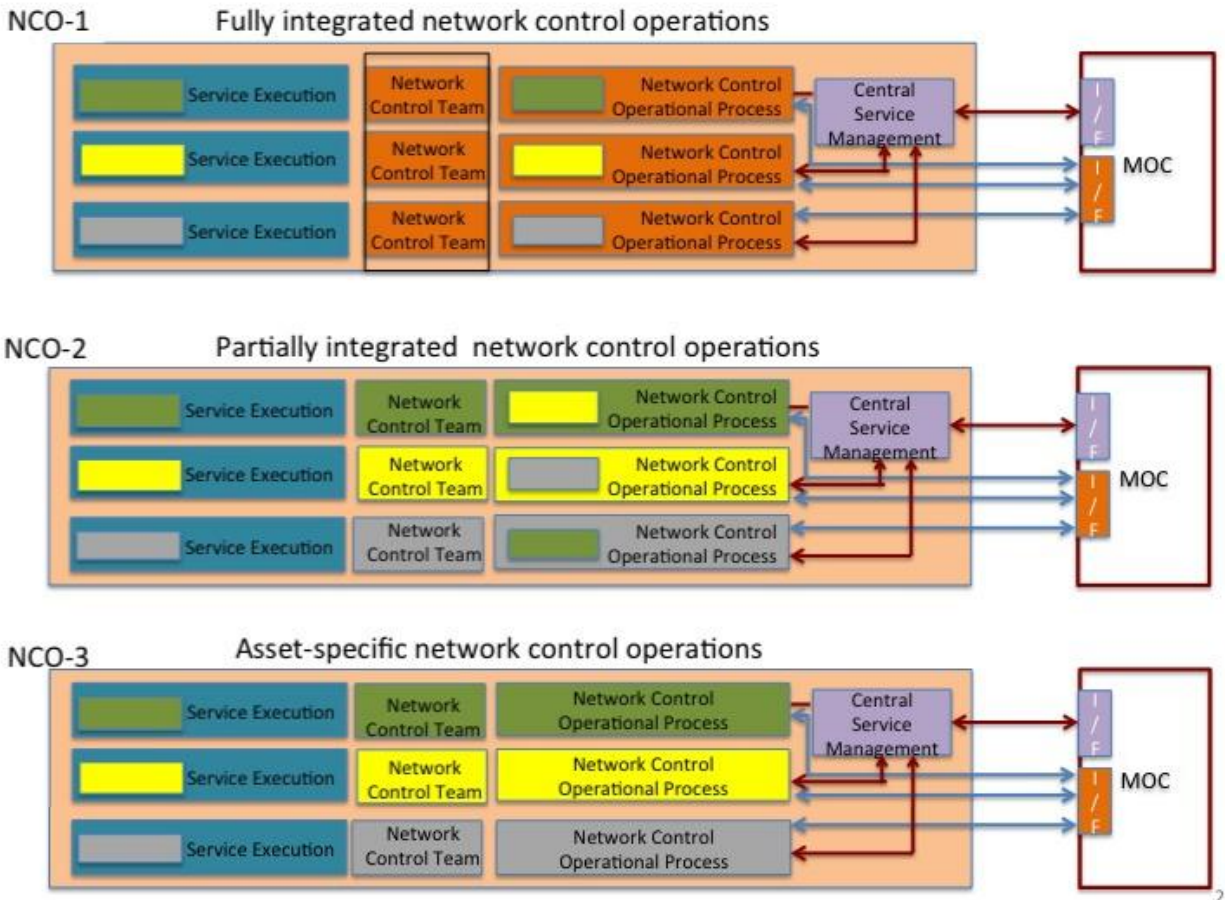 NCO-1 Fully integrated network control operations
Service Execution
Network
Control Team
Network Control
Operational Process
Central
Service
Management
I
/
F
MOC
Service Execution
Network
Control Team
Network Control
Operational Process
I
/
F
Service Execution
Network
Control Team
Network Control
Operational Process
NCO-2 Partially integrated network control operations
Service Execution
Network
Control Team
Network Control
Operational Process
Central
Service
Management
I
/
F
MOC
Service Execution
Network
Control Team
Network Control
Operational Process
I
/
F
Service Execution
Network
Control Team
Network Control
Operational Process
NCO-3 Asset-specific network control operations
Service Execution
Network
Control Team
Network Control
Operational Process
Central
Service
Management
I
/
F
MOC
Service Execution
Network
Control Team
Network Control
Operational Process
I
/
F
Service Execution
Network
Control Team
Network Control
Operational Process
2